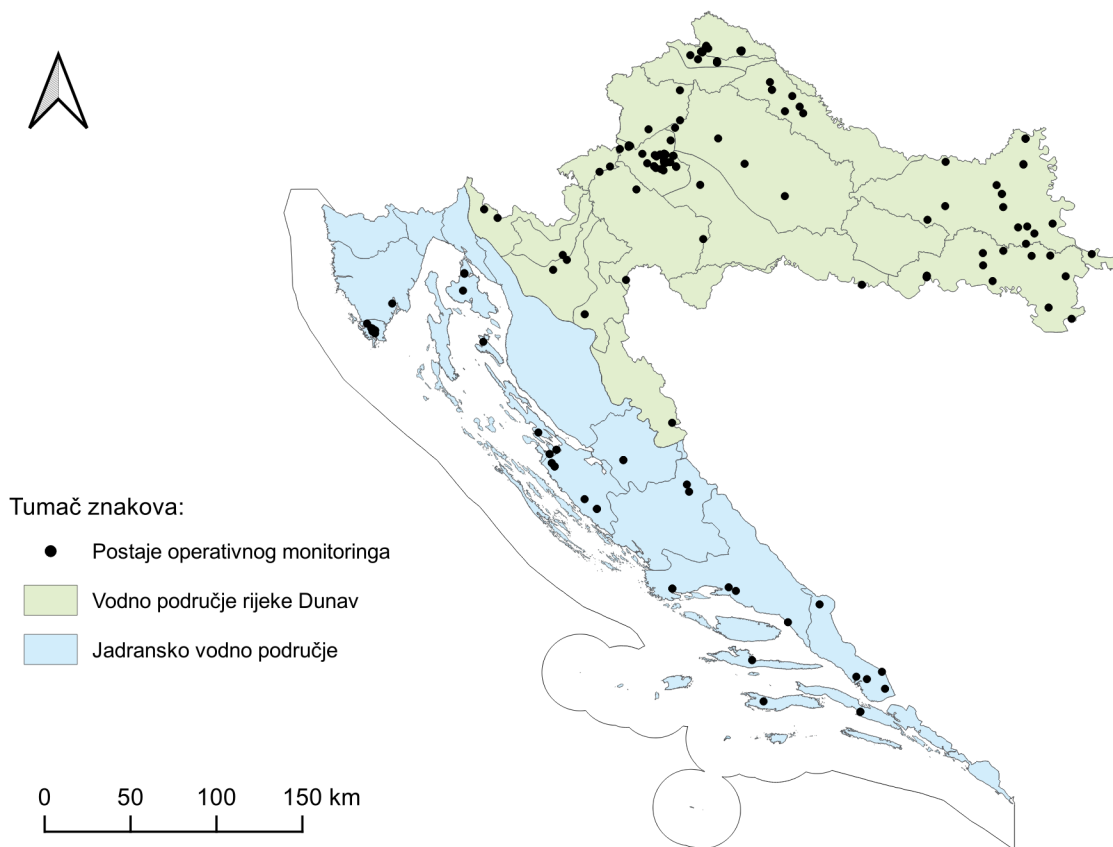 Tumač znakova:
Postaje operativnog monitoringa
Vodno područje rijeke Dunav
Jadransko vodno područje
0 50 100 150 km